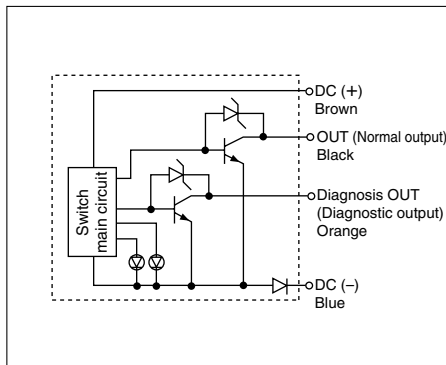 DC (+)
Brown
OUT (Normal output)
Black
Diagnosis OUT
(Diagnostic output)
Orange
Switch
main circuit
DC (–)
Blue